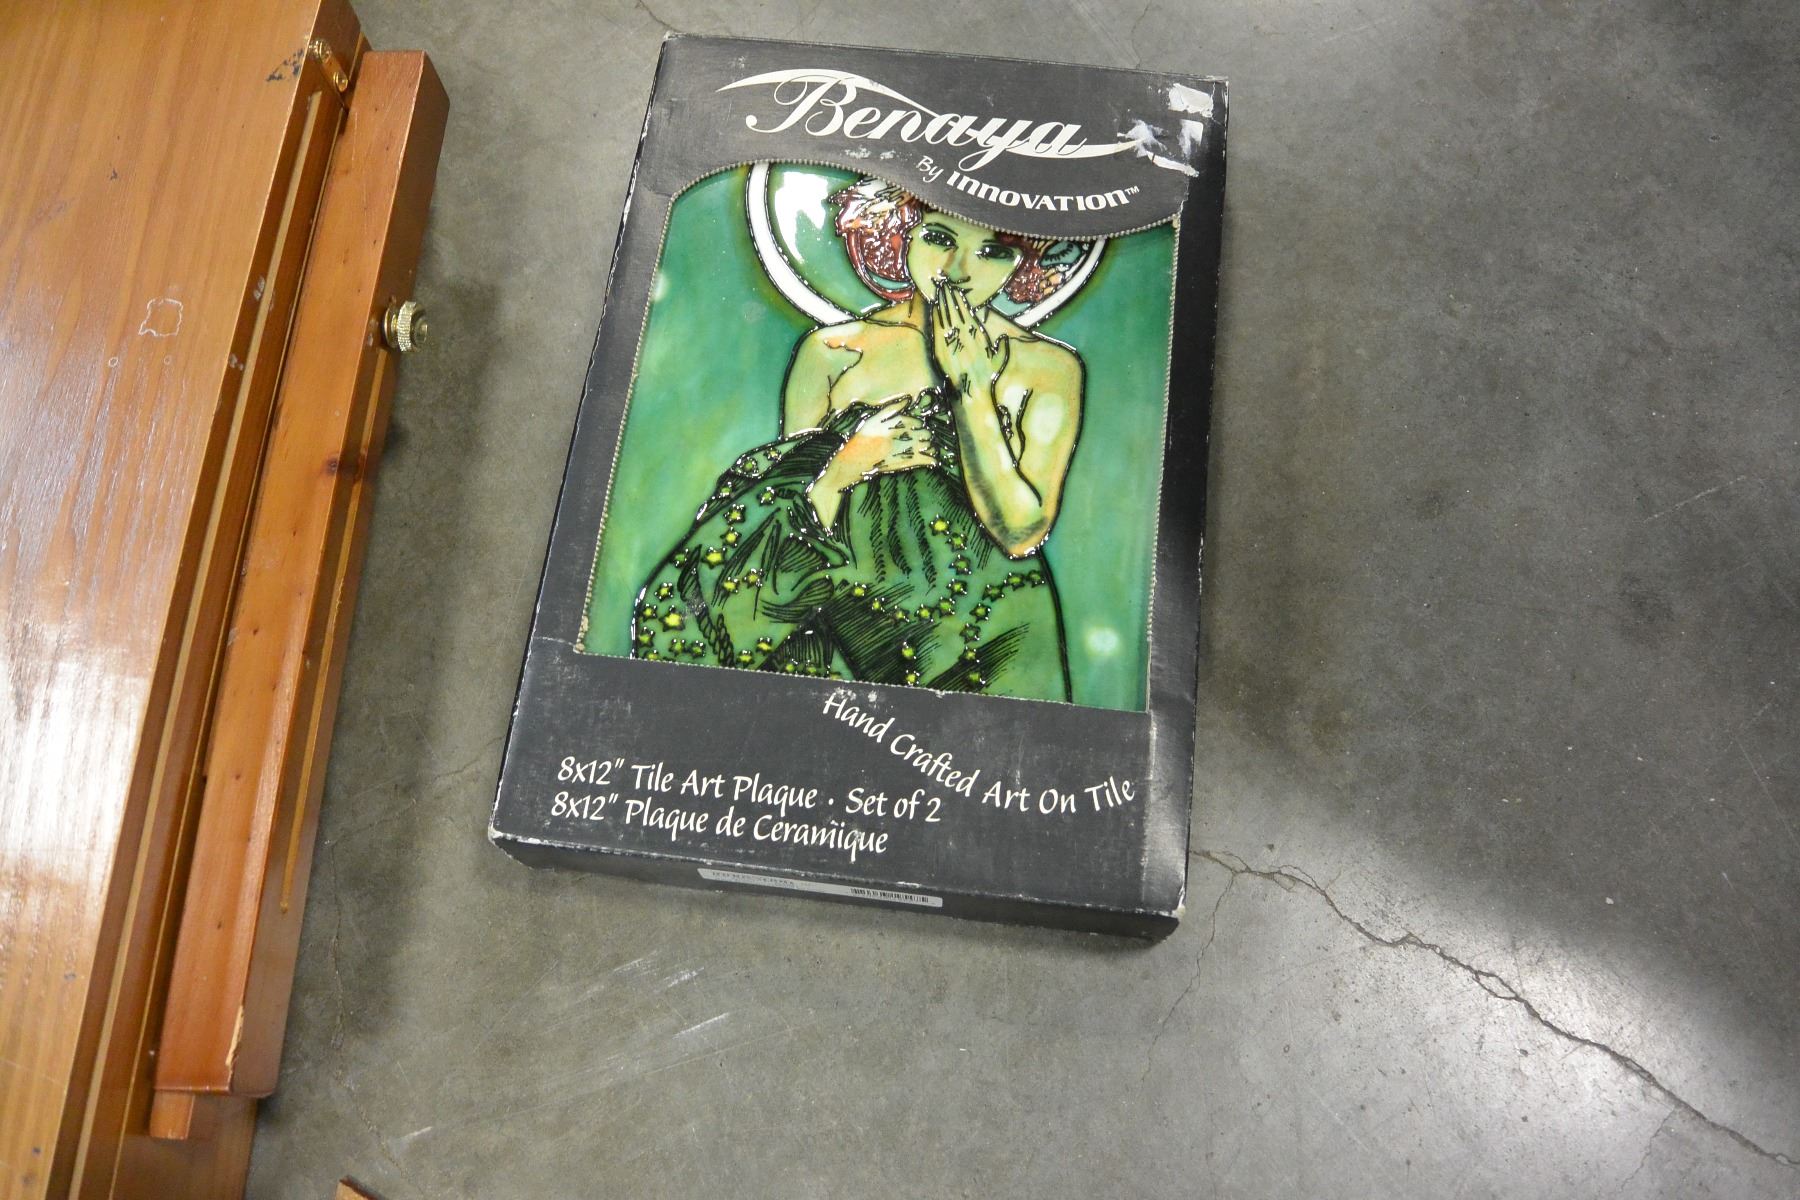 Benaya
By INNOVATION™
Hand Crafted Art On Tile
8x12" Tile Art Plaque · Set of 2
8x12" Plaque de Ceramique